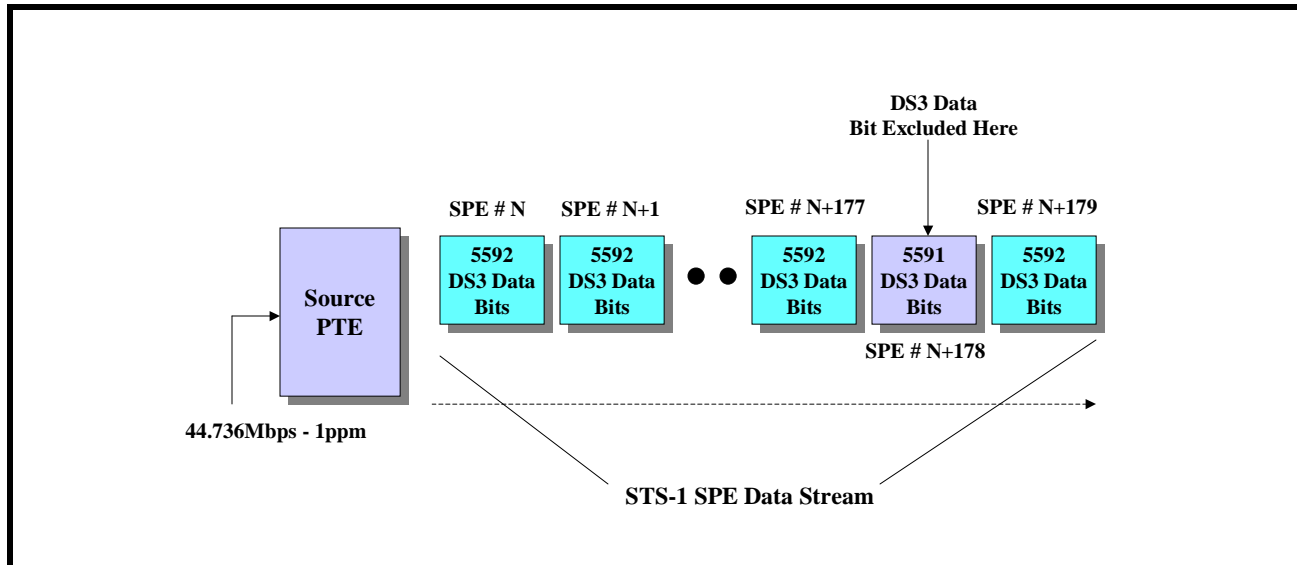 DS3 Data
Bit Excluded Here
SPE # N
SPE # N+1
SPE # N+177
SPE # N+179
Source
PTE
5592
DS3 Data
Bits
5592
DS3 Data
Bits
5592
DS3 Data
Bits
5591
DS3 Data
Bits
5592
DS3 Data
Bits
SPE # N+178
44.736Mbps - 1ppm
STS-1 SPE Data Stream